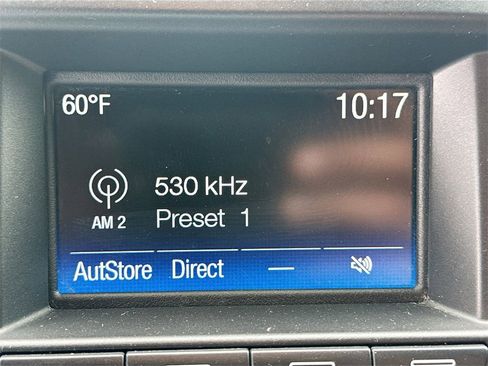 60°F 10:17
530 kHz
AM 2 Preset 1
AutStore Direct —